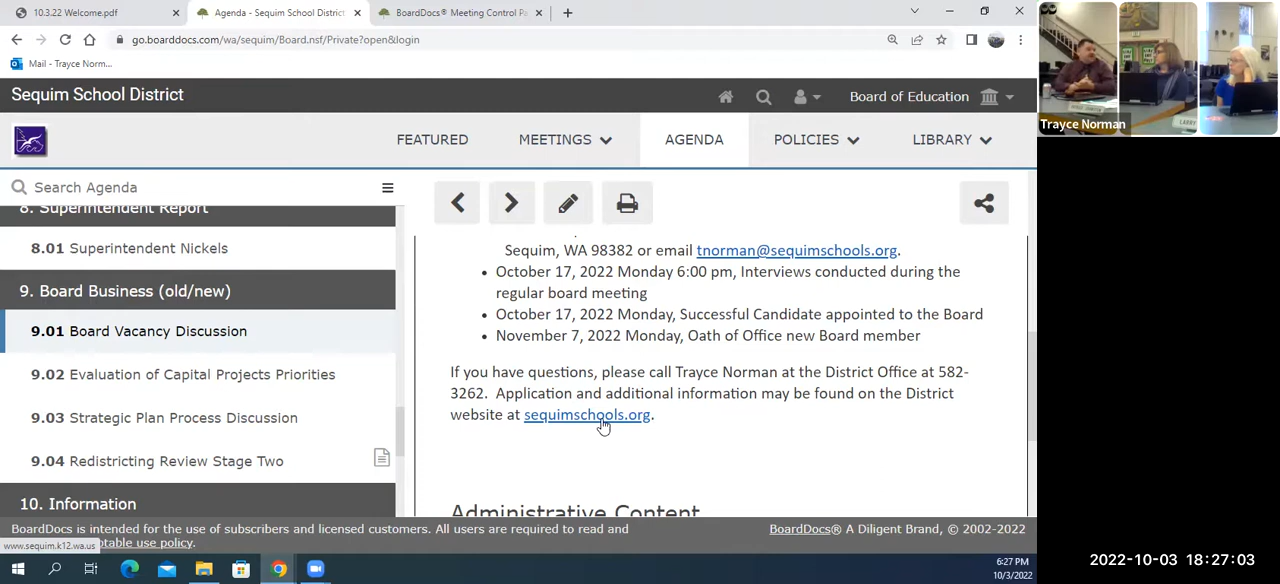 10.3.22 Welcome.pdf
Agenda - Sequim School District
BoardDocs® Meeting Control Pa
go.boarddocs.com/wa/sequim/Board.nsf/Private?open&login
Mail - Trayce Norm...
Sequim School District
Board of Education
FEATURED
MEETINGS
AGENDA
POLICIES
LIBRARY
Search Agenda
8. Superintendent Report
8.01 Superintendent Nickels
9. Board Business (old/new)
9.01 Board Vacancy Discussion
9.02 Evaluation of Capital Projects Priorities
9.03 Strategic Plan Process Discussion
9.04 Redistricting Review Stage Two
10. Information
Sequim, WA 98382 or email tnorman@sequimschools.org.
• October 17, 2022 Monday 6:00 pm, Interviews conducted during the
regular board meeting
• October 17, 2022 Monday, Successful Candidate appointed to the Board
• November 7, 2022 Monday, Oath of Office new Board member
If you have questions, please call Trayce Norman at the District Office at 582-
3262. Application and additional information may be found on the District
website at sequimschools.org.
Administrative Content
BoardDocs is intended for the use of subscribers and licensed customers. All users are required to read and
ptable use policy.
BoardDocs® A Diligent Brand, © 2002-2022
www.sequim.k12.wa.us
6:27 PM
10/3/2022
Trayce Norman
LARRY
2022-10-03 18:27:03